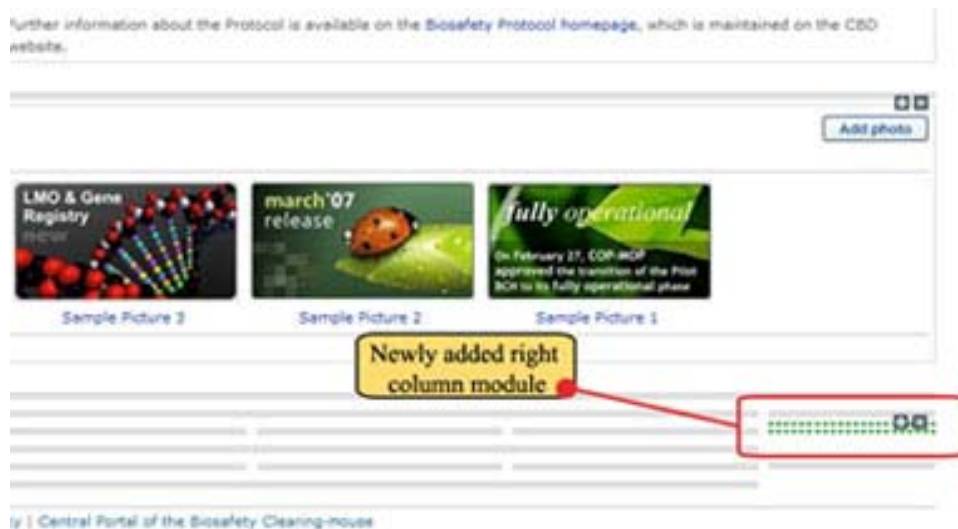 Further information about the Protocol is available on the Biosafety Protocol homepage, which is maintained on the CBD
website.
Add photo
LMO & Gene
Registry
new
march'07
release
fully operational
On February 27, COP-MOP
approved the transition of the Pilot
BCH to its fully operational phase
Sample Picture 3
Sample Picture 2
Sample Picture 1
Newly added right
column module
y | Central Portal of the Biosafety Clearing-House